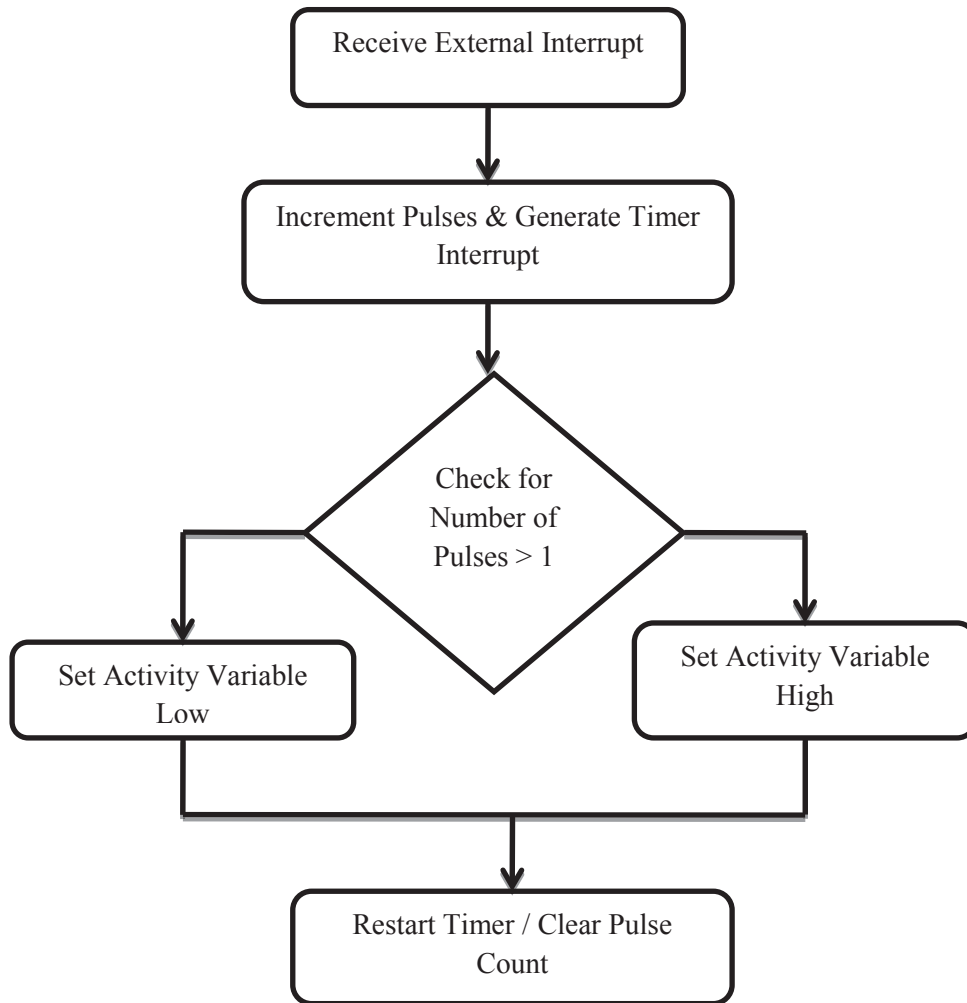 Receive External Interrupt
Increment Pulses & Generate Timer
Interrupt
Check for
Number of
Pulses > 1
Set Activity Variable
Low
Set Activity Variable
High
Restart Timer / Clear Pulse
Count